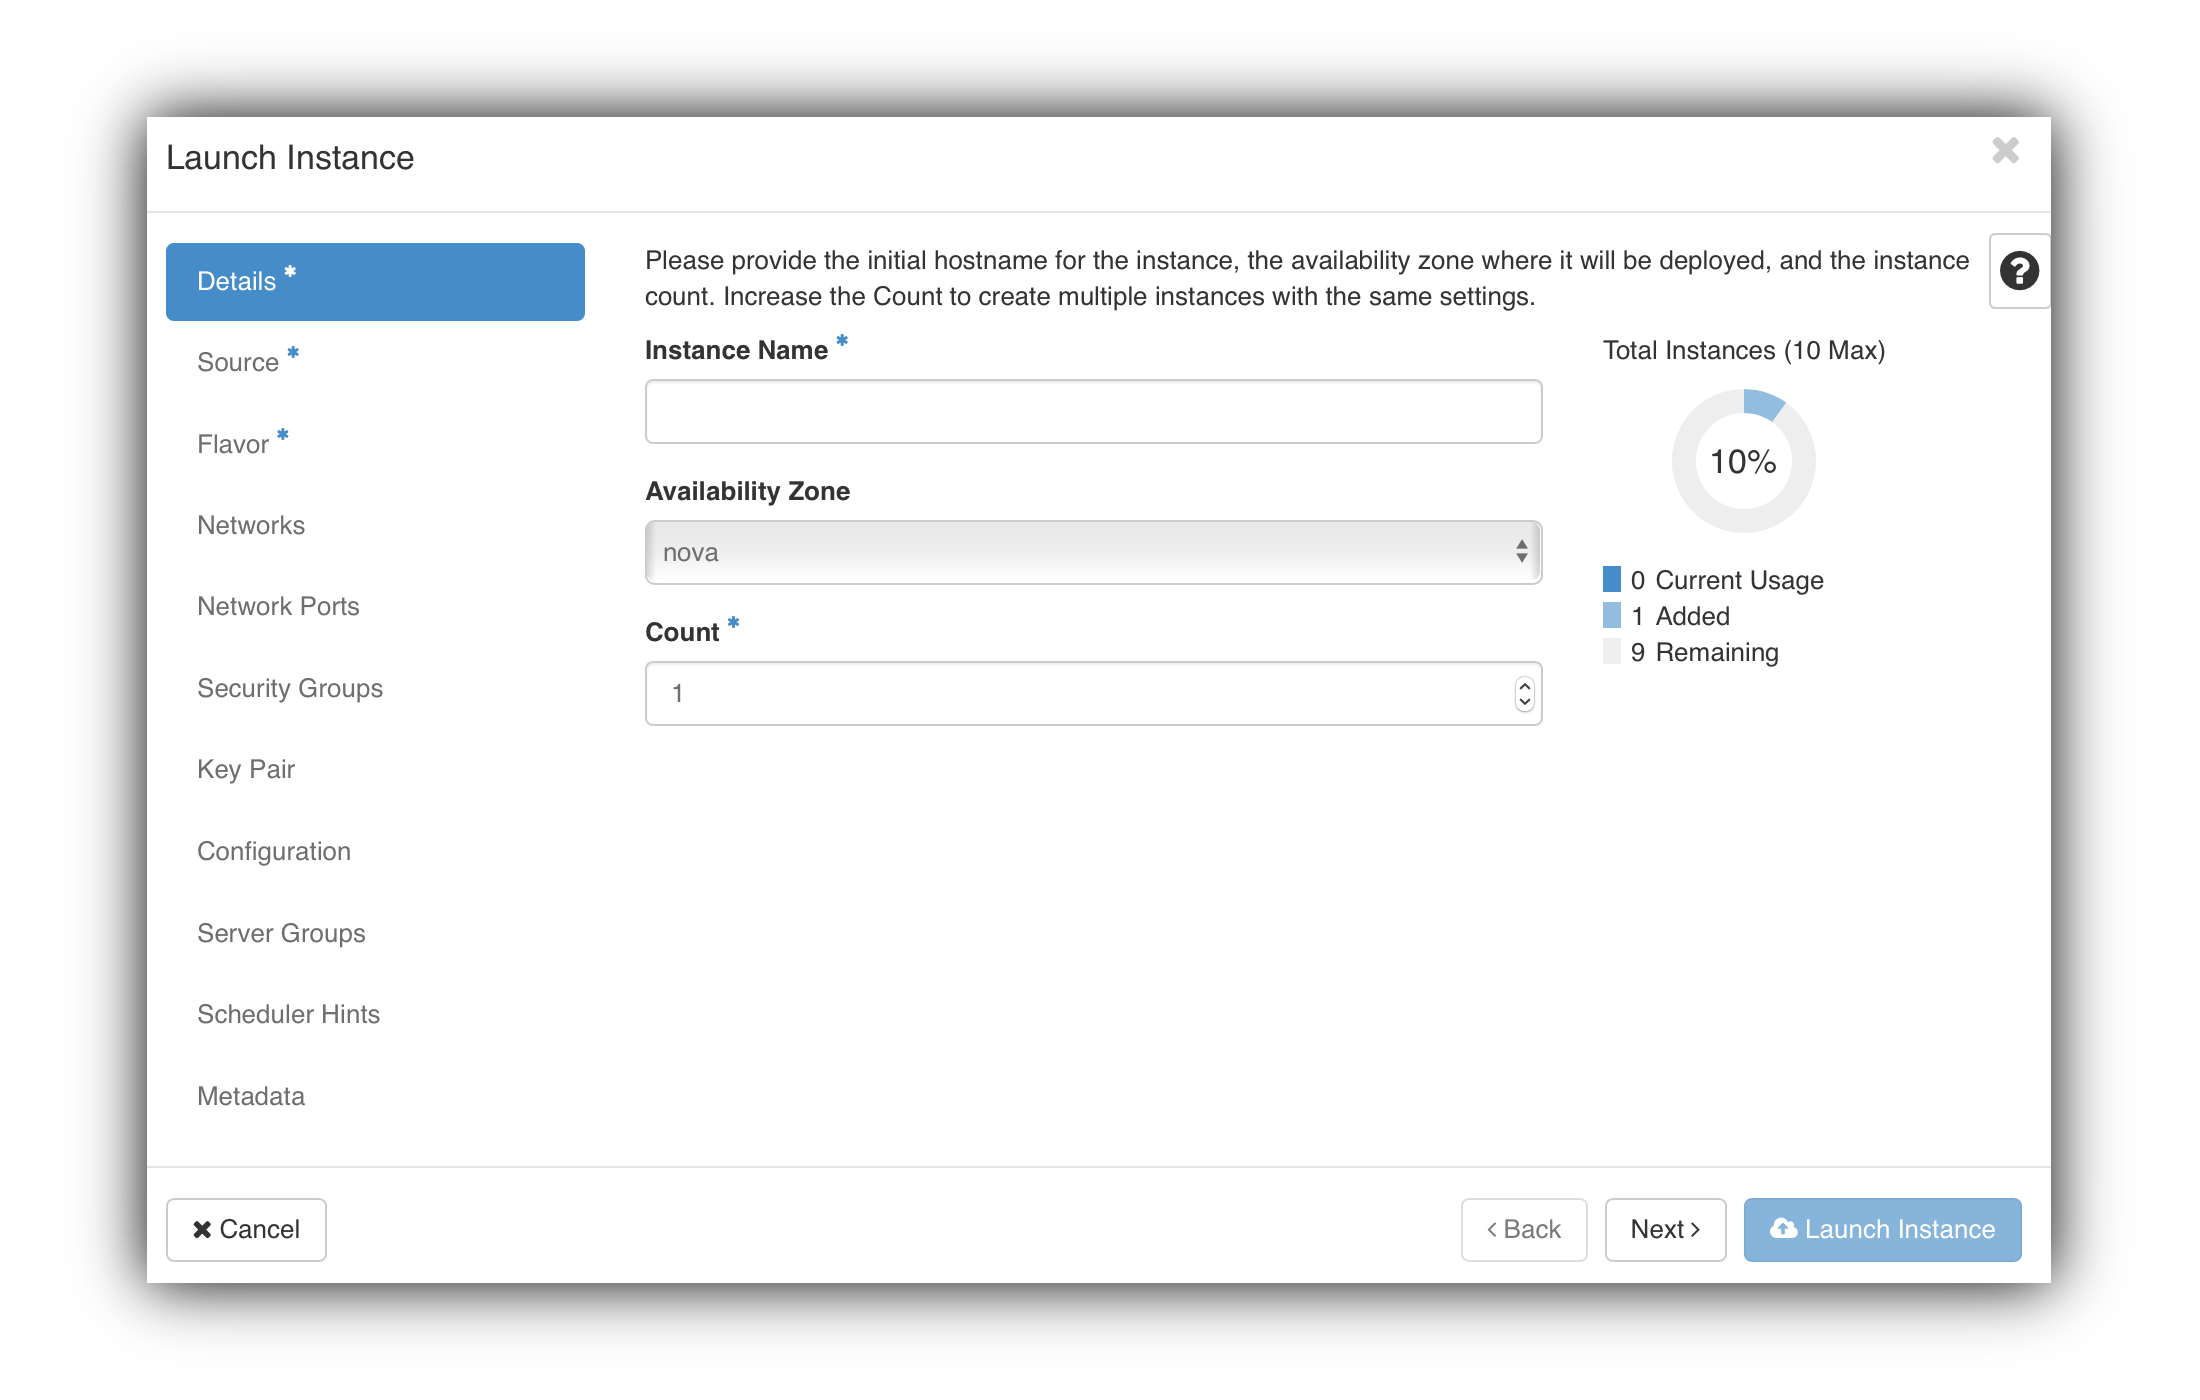 Launch Instance
Details *
Source *
Flavor *
Networks
Network Ports
Security Groups
Key Pair
Configuration
Server Groups
Scheduler Hints
Metadata
Please provide the initial hostname for the instance, the availability zone where it will be deployed, and the instance
count. Increase the Count to create multiple instances with the same settings.
Instance Name *
Availability Zone
nova
Count *
1
Total Instances (10 Max)
10%
0 Current Usage
1 Added
9 Remaining
?
Cancel
< Back
Next >
Launch Instance